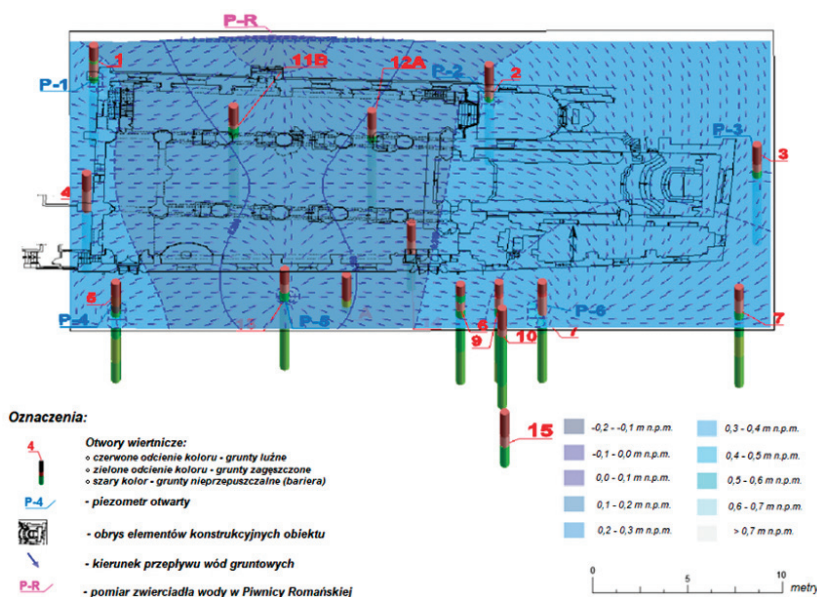 P-R
1
11B
12A
P-2
2
P-1
P-3
3
4
5
P-4
P-5
6
9
10
7
P-6
7
15
Oznaczenia:
4
Otwory wiertnicze:
◦ czerwone odcienie koloru - grunty luźne
◦ zielone odcienie koloru - grunty zagęszczone
◦ szary kolor - grunty nieprzepuszczalne (bariera)
P-4 - piezometr otwarty
- obrys elementów konstrukcyjnych obiektu
- kierunek przepływu wód gruntowych
P-R - pomiar zwierciadła wody w Piwnicy Romańskiej
-0,2 - -0,1 m n.p.m.
-0,1 - 0,0 m n.p.m.
0,0 - 0,1 m n.p.m.
0,1 - 0,2 m n.p.m.
0,2 - 0,3 m n.p.m.
0,3 - 0,4 m n.p.m.
0,4 - 0,5 m n.p.m.
0,5 - 0,6 m n.p.m.
0,6 - 0,7 m n.p.m.
> 0,7 m n.p.m.
0 5 10
metry